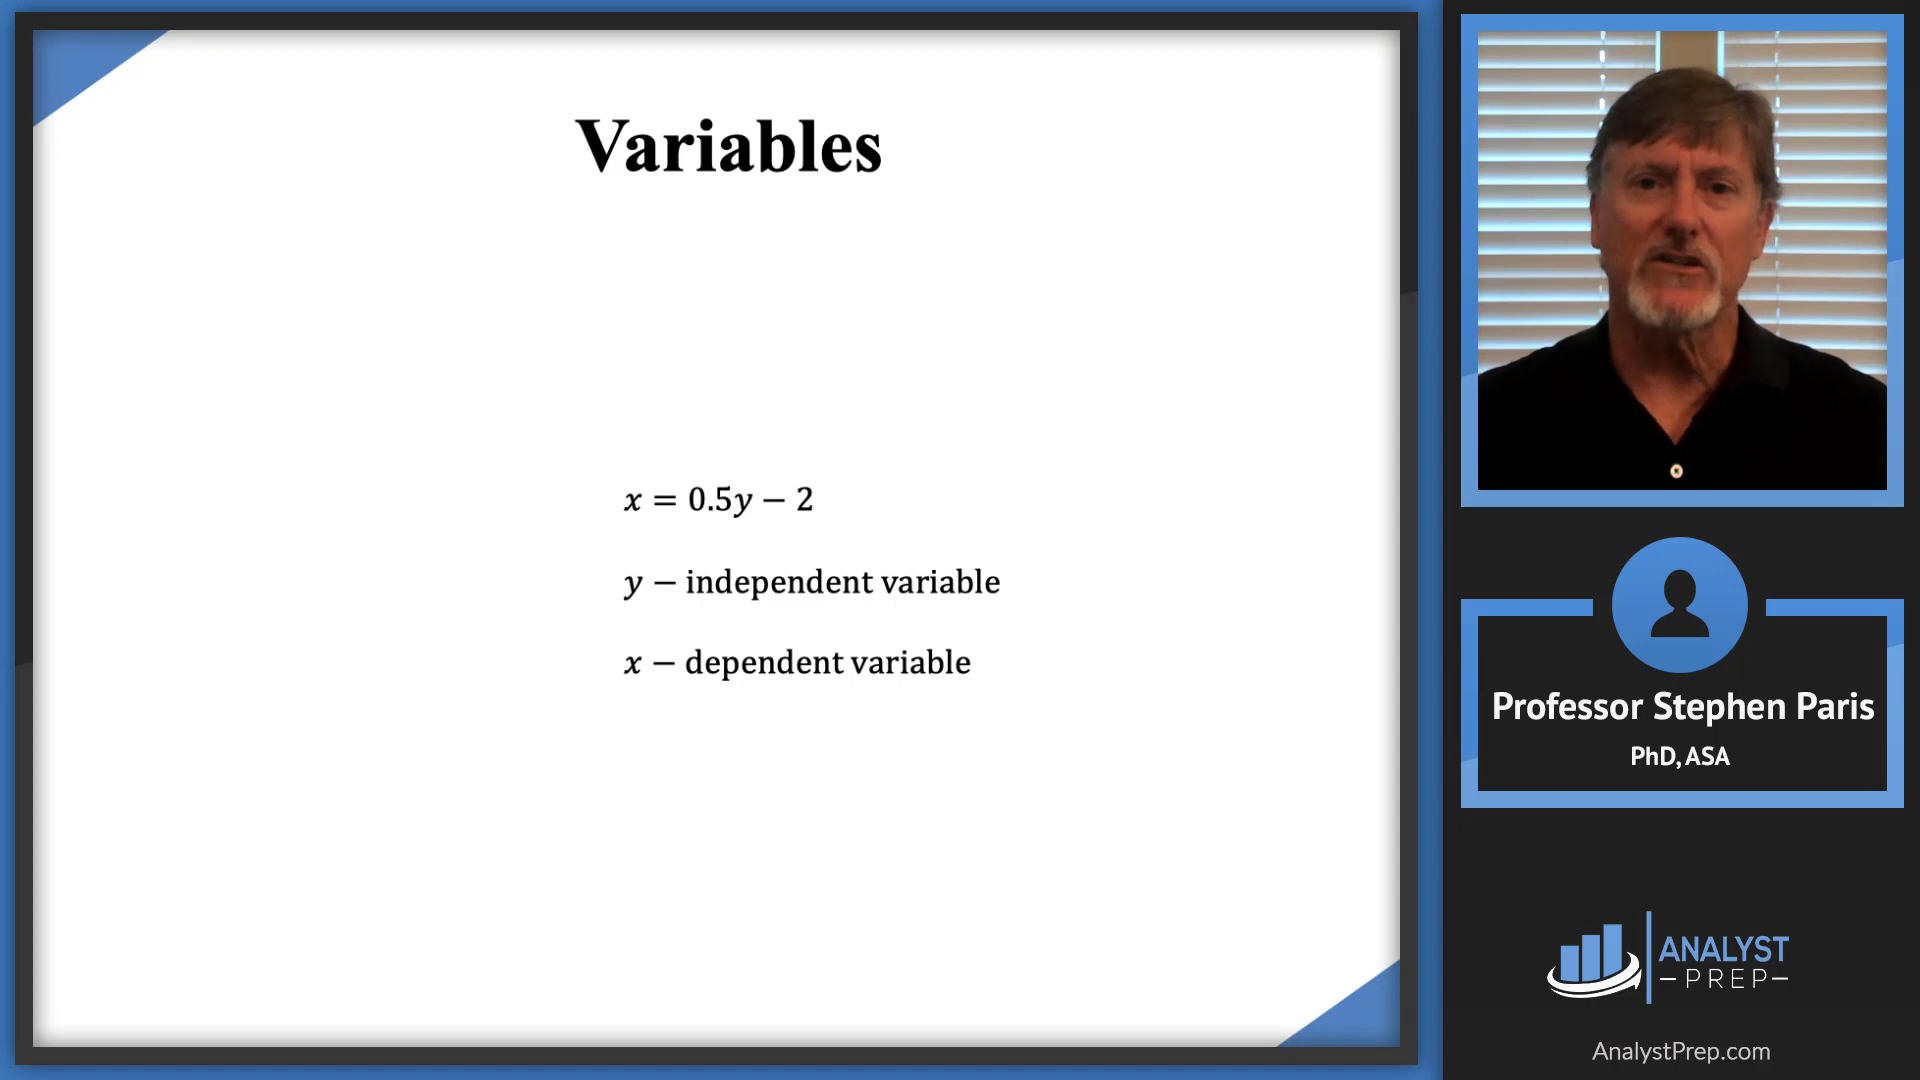 Variables
x = 0.5y − 2
y − independent variable
x − dependent variable
Professor Stephen Paris
PhD, ASA
ANALYST
PREP
AnalystPrep.com